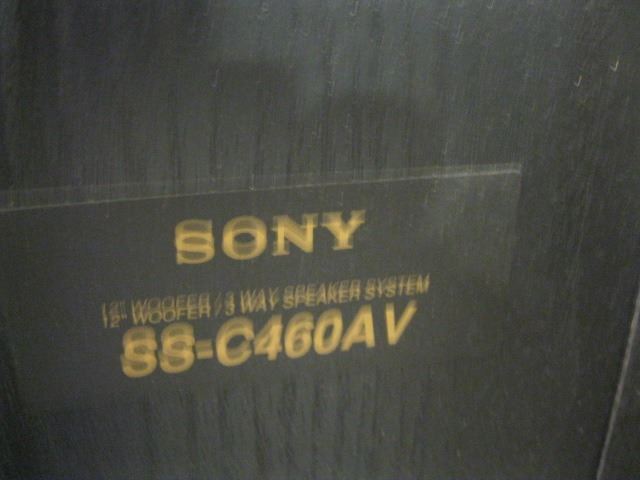 SONY
12" WOOFER / 3 WAY SPEAKER SYSTEM
SS-C460AV